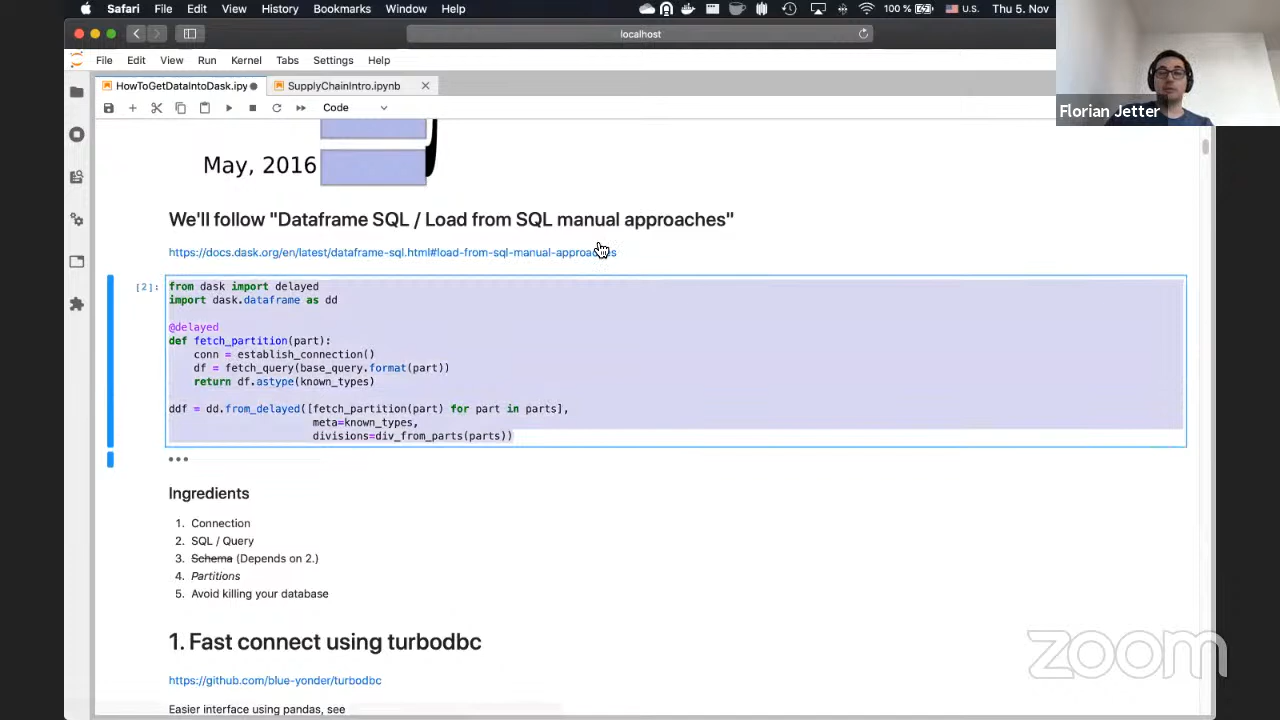 Safari File Edit View History Bookmarks Window Help 100 % U.S. Thu 5. Nov
localhost
File Edit View Run Kernel Tabs Settings Help
HowToGetDataIntoDask.ipy SupplyChainIntro.ipynb
Code
Florian Jetter
May, 2016
We'll follow "Dataframe SQL / Load from SQL manual approaches"
https://docs.dask.org/en/latest/dataframe-sql.html#load-from-sql-manual-approaches
[2]:
from dask import delayed
import dask.dataframe as dd
@delayed
def fetch_partition(part):
conn = establish_connection()
df = fetch_query(base_query.format(part))
return df.astype(known_types)
ddf = dd.from_delayed([fetch_partition(part) for part in parts],
meta=known_types,
divisions=div_from_parts(parts))
Ingredients
1. Connection
2. SQL / Query
3. Schema (Depends on 2.)
4. Partitions
5. Avoid killing your database
1. Fast connect using turbodbc
https://github.com/blue-yonder/turbodbc
Easier interface using pandas, see
zoom